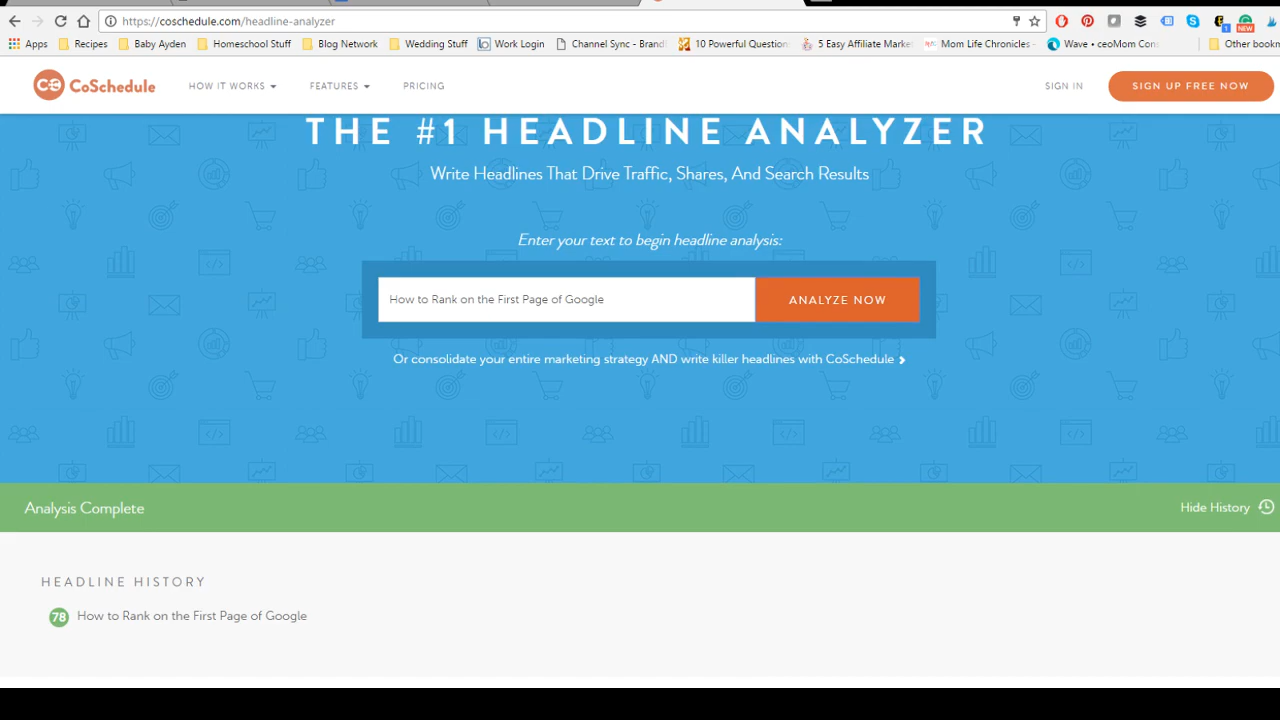 https://coschedule.com/headline-analyzer
Apps Recipes Baby Ayden Homeschool Stuff Blog Network Wedding Stuff Work Login Channel Sync - Brand 10 Powerful Question 5 Easy Affiliate Marke Mom Life Chronicles Wave • ceoMom Con Other bookm
NEW
1
CoSchedule HOW IT WORKS FEATURES PRICING SIGN IN SIGN UP FREE NOW
THE #1 HEADLINE ANALYZER
Write Headlines That Drive Traffic, Shares, And Search Results
Enter your text to begin headline analysis:
How to Rank on the First Page of Google ANALYZE NOW
Or consolidate your entire marketing strategy AND write killer headlines with CoSchedule
Analysis Complete Hide History
HEADLINE HISTORY
78 How to Rank on the First Page of Google